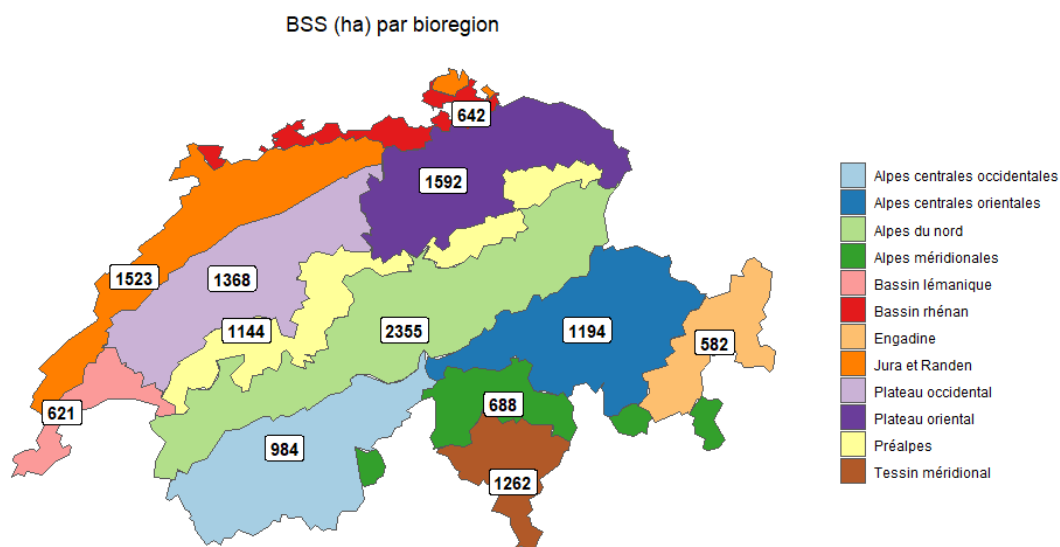 BSS (ha) par bioregion
642
1592
1523
1368
1144
2355
1194
582
621
688
984
1262
Alpes centrales occidentales
Alpes centrales orientales
Alpes du nord
Alpes méridionales
Bassin lémanique
Bassin rhénan
Engadine
Jura et Randen
Plateau occidental
Plateau oriental
Préalpes
Tessin méridional